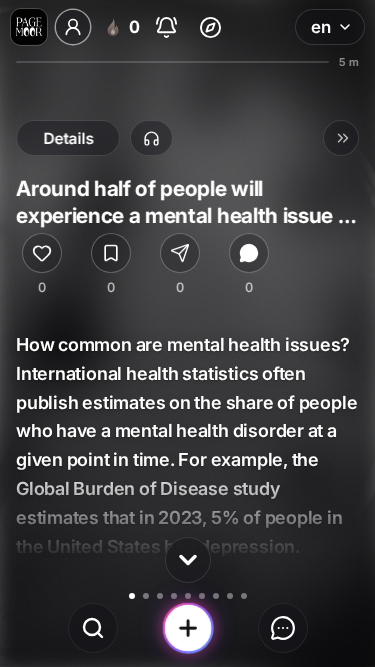 PAGE
MOOR
0
en
5 m
Details
Around half of people will
experience a mental health issue ...
0
0
0
0
How common are mental health issues?
International health statistics often
publish estimates on the share of people
who have a mental health disorder at a
given point in time. For example, the
Global Burden of Disease study
estimates that in 2023, 5% of people in
the United States depression.